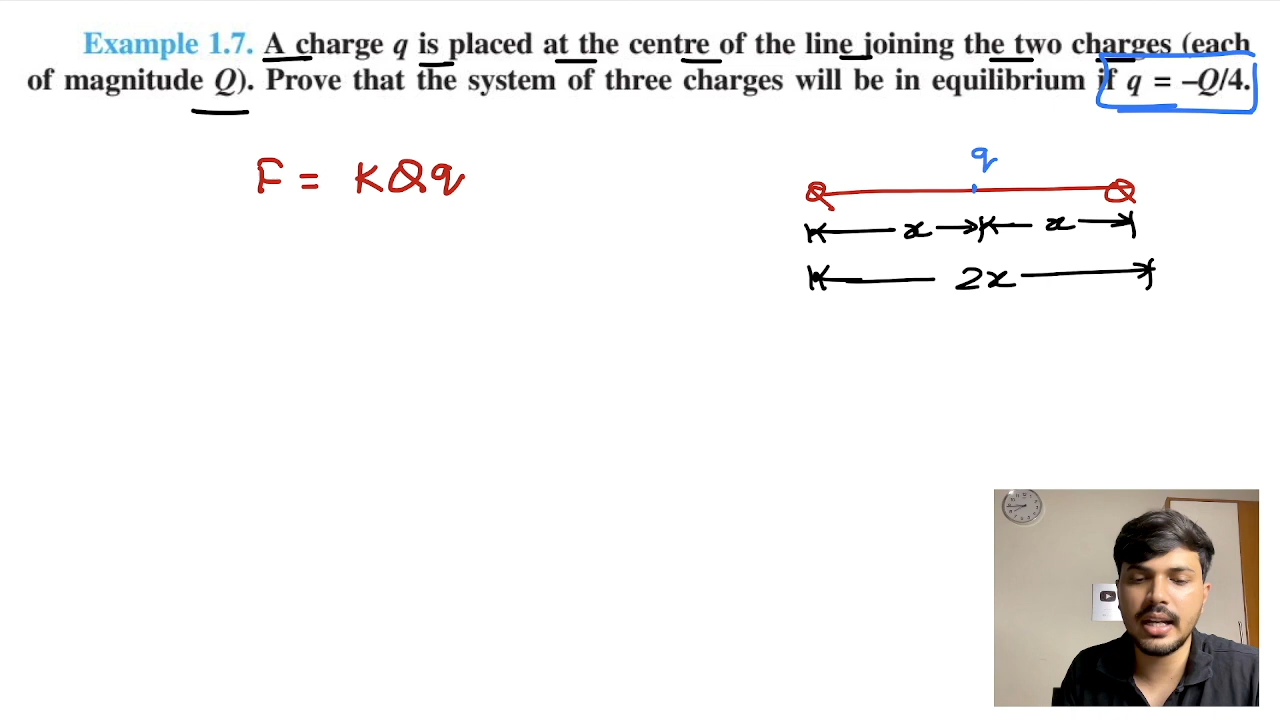 Example 1.7. A charge q is placed at the centre of the line joining the two charges (each
of magnitude Q). Prove that the system of three charges will be in equilibrium if q = –Q/4.
F = KQq
q
Q Q
x x
2x